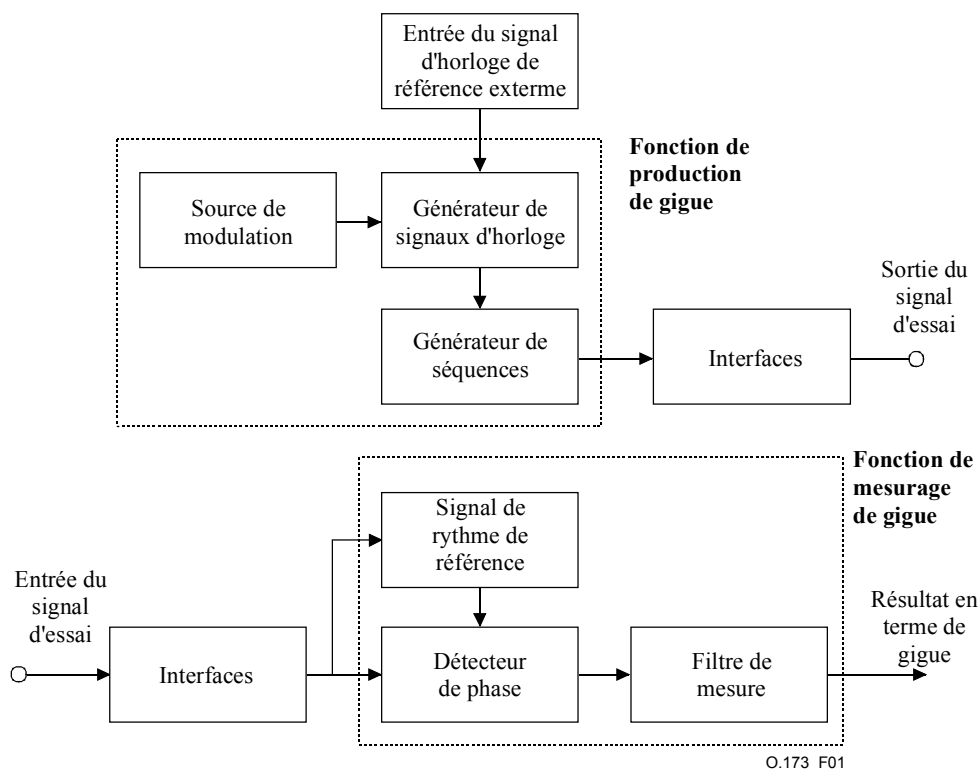 Entrée du signal
d'horloge de
référence externe
Fonction de
production
de gigue
Source de
modulation
Générateur de
signaux d'horloge
Générateur de
séquences
Interfaces
Sortie du
signal
d'essai
Fonction de
mesurage
de gigue
Signal de
rythme de
référence
Entrée du
signal
d'essai
Interfaces
Détecteur
de phase
Filtre de
mesure
Résultat en
terme de
gigue
O.173_F01